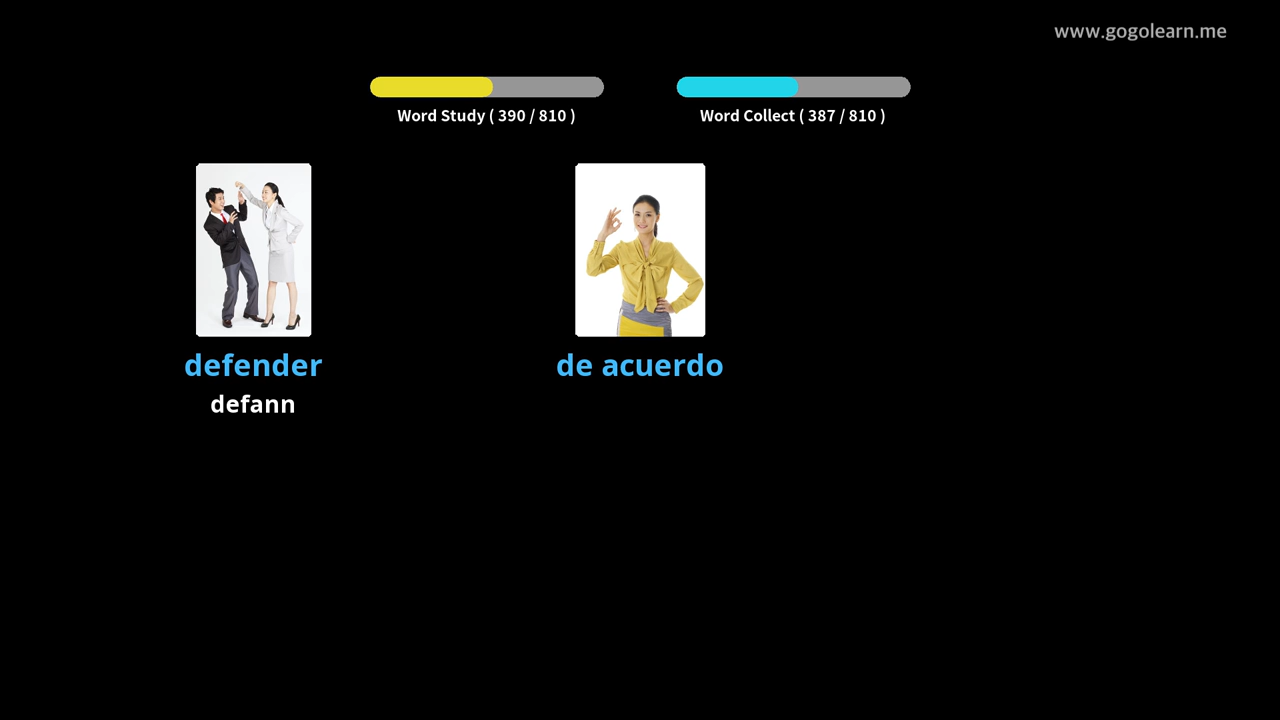 www.gogolearn.me
Word Study ( 390 / 810 )
Word Collect ( 387 / 810 )
defender
defann
de acuerdo